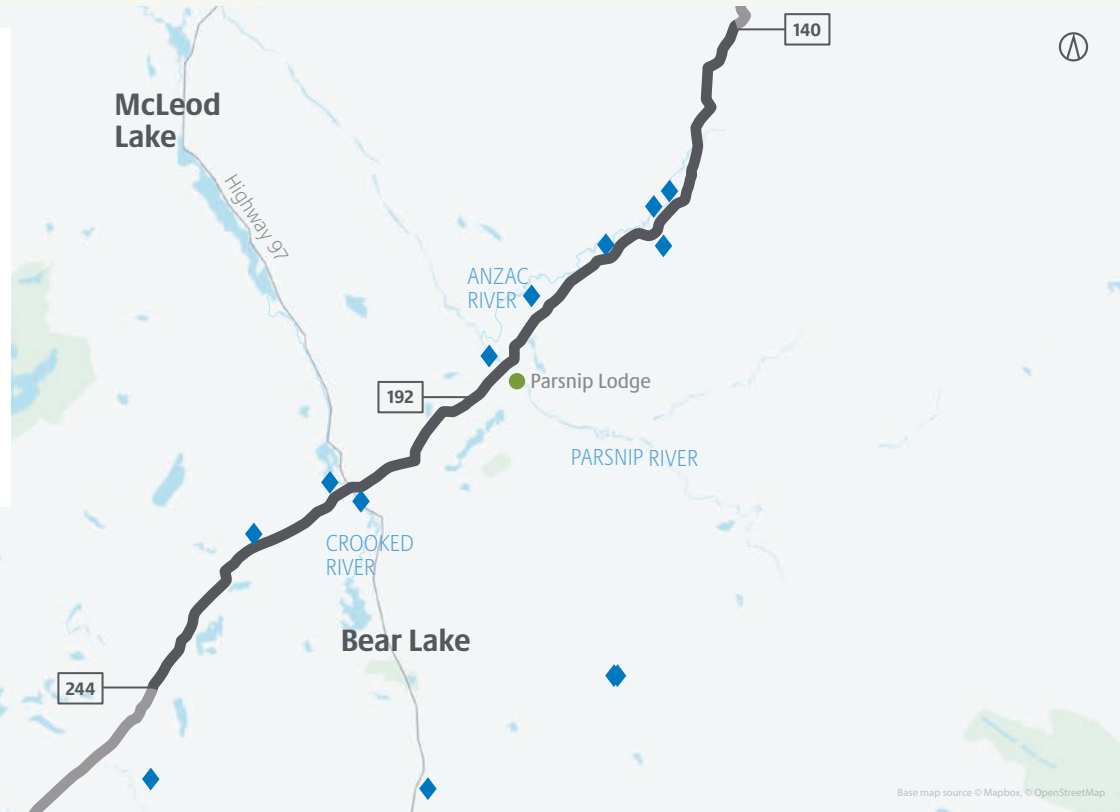 140
McLeod
Lake
Highway 97
ANZAC
RIVER
Parsnip Lodge
192
PARSNIP RIVER
CROOKED
RIVER
Bear Lake
244
Base map source © Mapbox, © OpenStreetMap